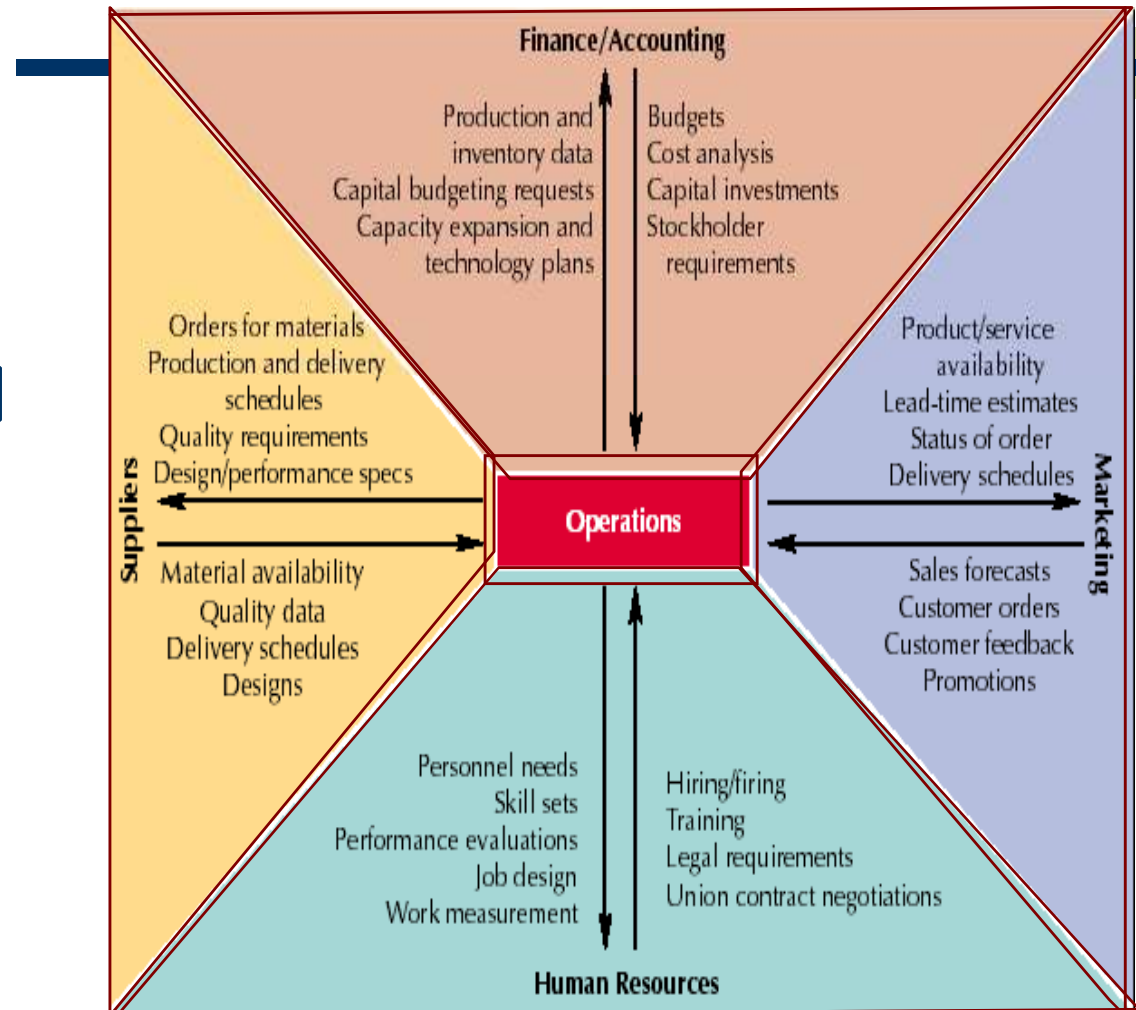 Finance/Accounting
Production and
inventory data
Capital budgeting requests
Capacity expansion and
technology plans
Budgets
Cost analysis
Capital investments
Stockholder
requirements
Orders for materials
Production and delivery
schedules
Quality requirements
Design/performance specs
Suppliers
Material availability
Quality data
Delivery schedules
Designs
Operations
Product/service
availability
Lead-time estimates
Status of order
Delivery schedules
Marketing
Sales forecasts
Customer orders
Customer feedback
Promotions
Personnel needs
Skill sets
Performance evaluations
Job design
Work measurement
Hiring/firing
Training
Legal requirements
Union contract negotiations
Human Resources